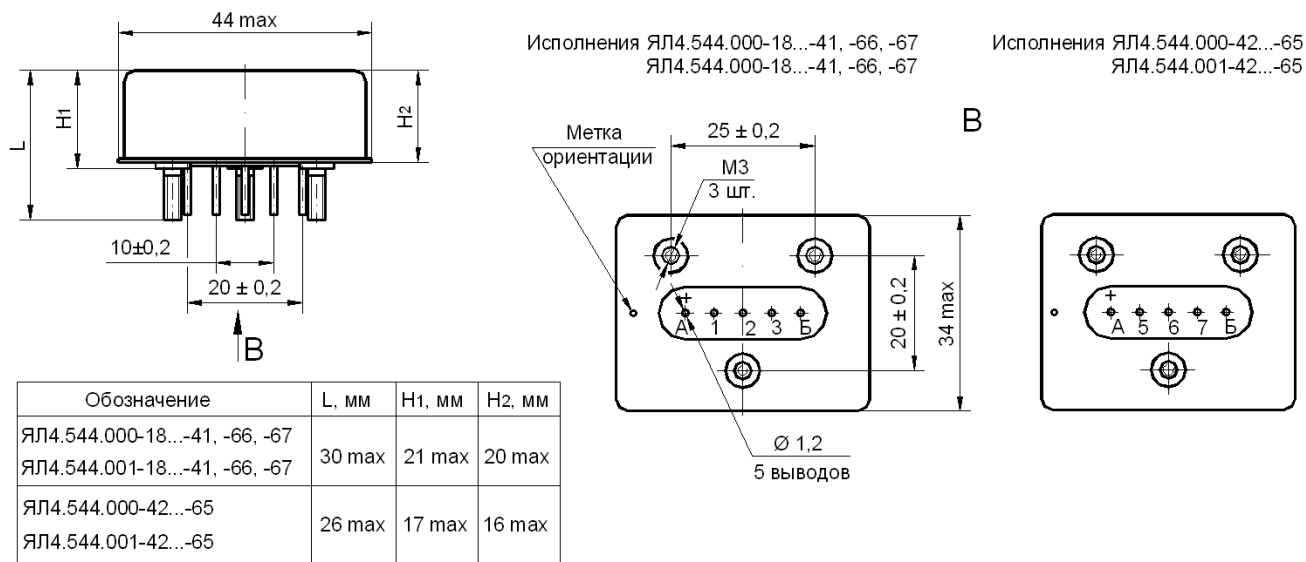 44 max
L
H1
H2
10±0,2
20 ± 0,2
В
Исполнения ЯЛ4.544.000-18...-41, -66, -67
ЯЛ4.544.000-18...-41, -66, -67
Исполнения ЯЛ4.544.000-42...-65
ЯЛ4.544.001-42...-65
В
Метка
ориентации
25 ± 0,2
М3
3 шт.
+
А 1 2 3 Б
20 ± 0,2
34 max
Ø 1,2
5 выводов
+
А 5 6 7 Б
Обозначение L, мм H1, мм H2, мм
ЯЛ4.544.000-18...-41, -66, -67
ЯЛ4.544.001-18...-41, -66, -67
30 max 21 max 20 max
ЯЛ4.544.000-42...-65
ЯЛ4.544.001-42...-65
26 max 17 max 16 max